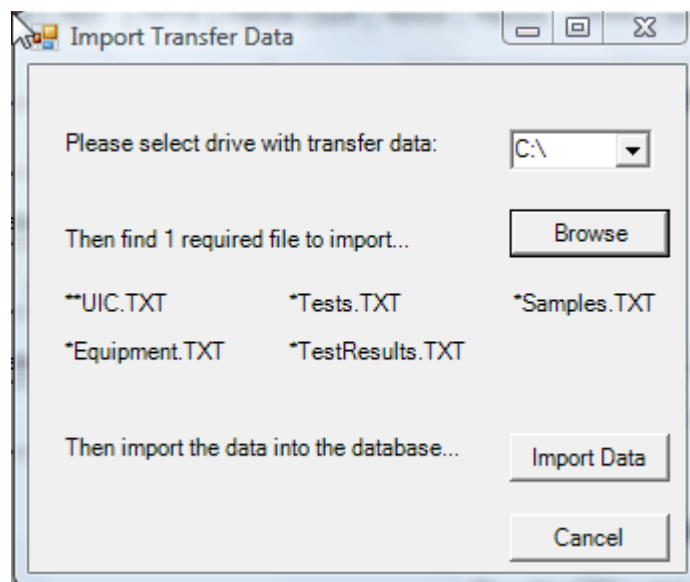 Import Transfer Data
Please select drive with transfer data: C:\
Then find 1 required file to import... Browse
**UIC.TXT *Tests.TXT *Samples.TXT
*Equipment.TXT *TestResults.TXT
Then import the data into the database... Import Data
Cancel